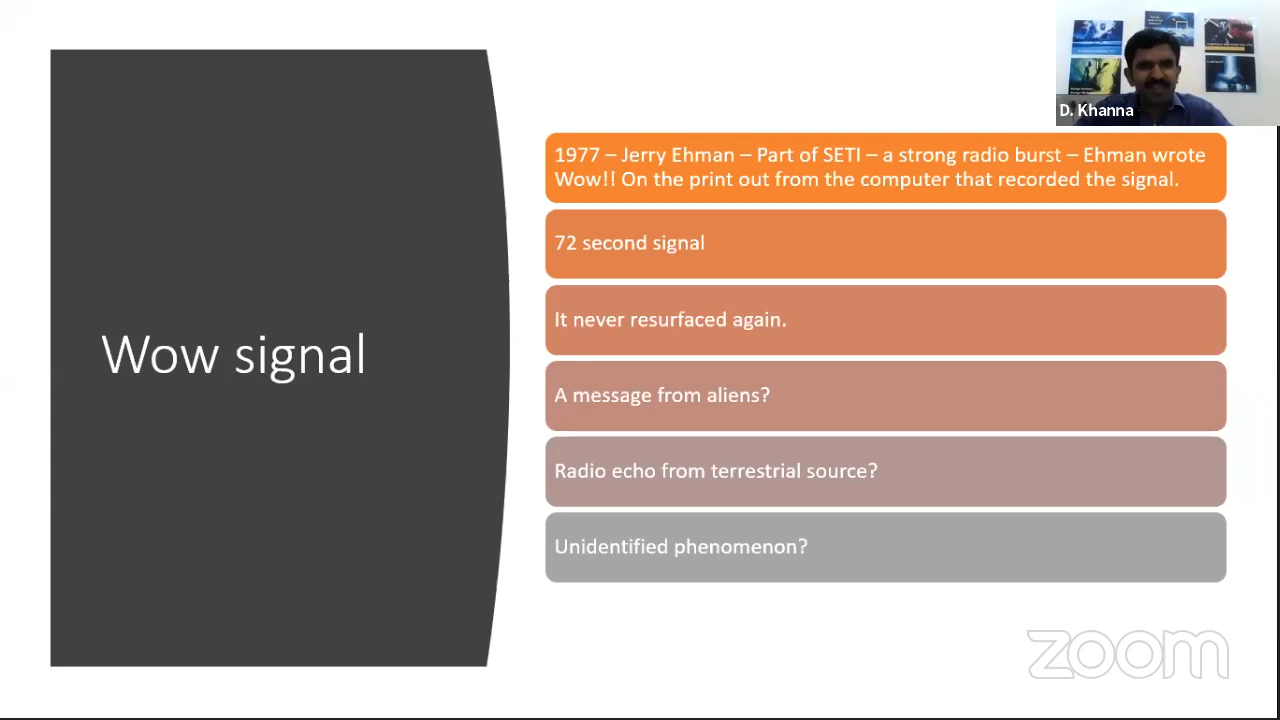 D. Khanna
1977 – Jerry Ehman – Part of SETI – a strong radio burst – Ehman wrote
Wow!! On the print out from the computer that recorded the signal.
72 second signal
It never resurfaced again.
Wow signal
A message from aliens?
Radio echo from terrestrial source?
Unidentified phenomenon?
zoom